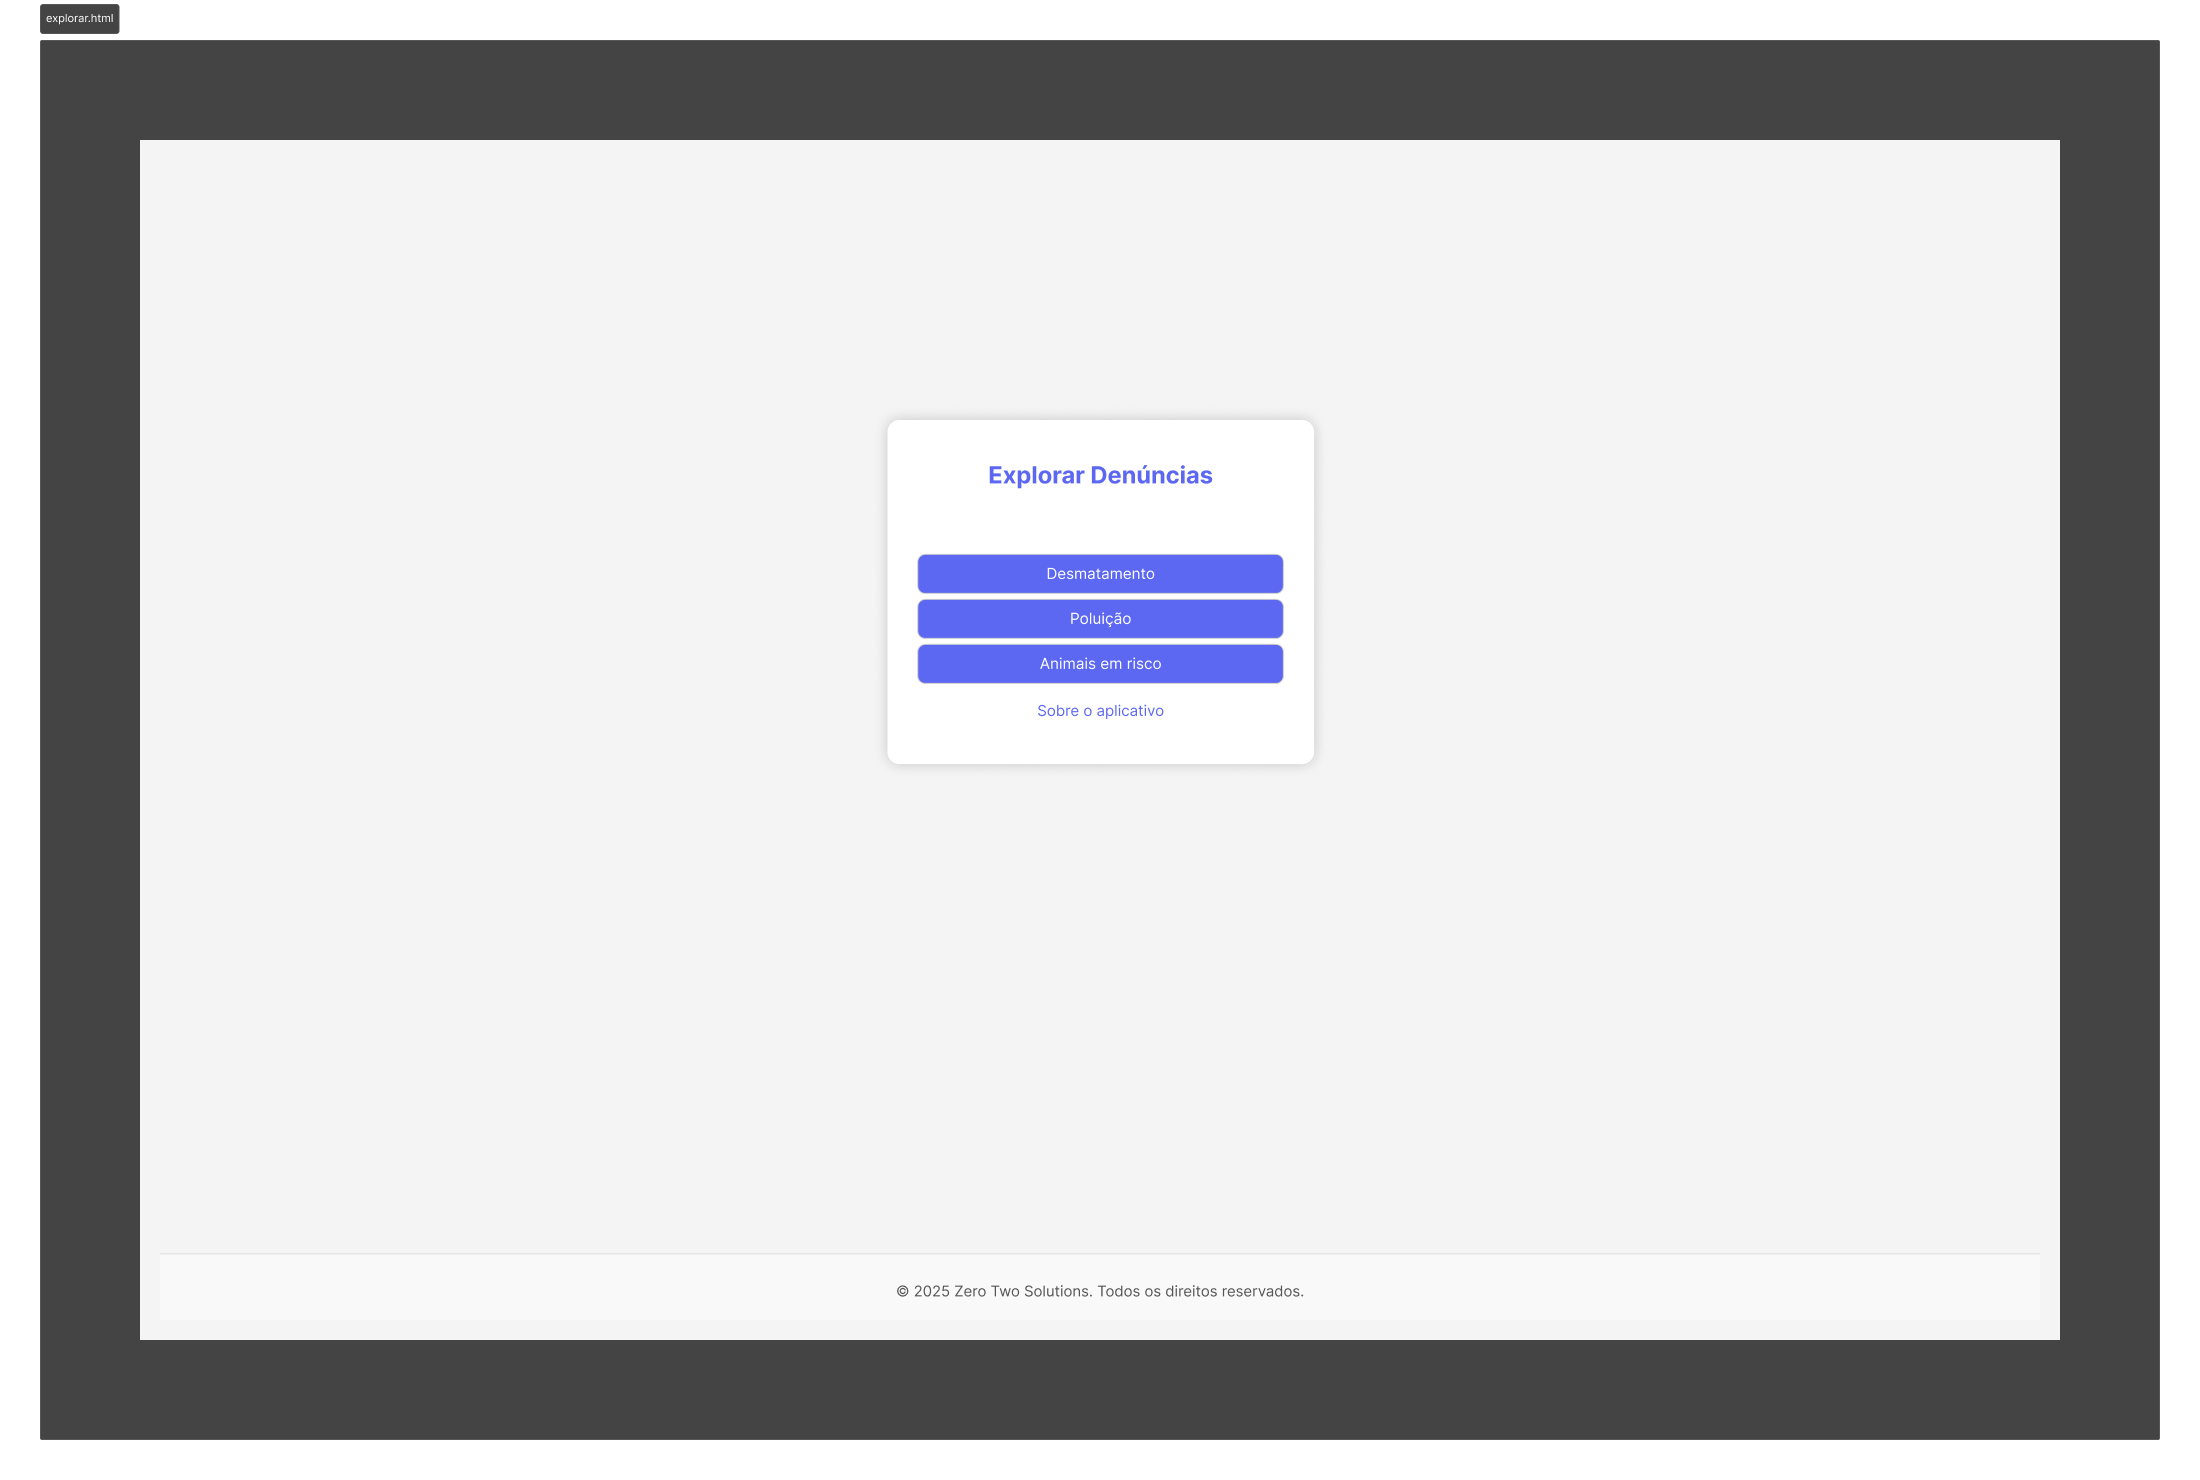 explorar.html
Explorar Denúncias
Desmatamento
Poluição
Animais em risco
Sobre o aplicativo
© 2025 Zero Two Solutions. Todos os direitos reservados.